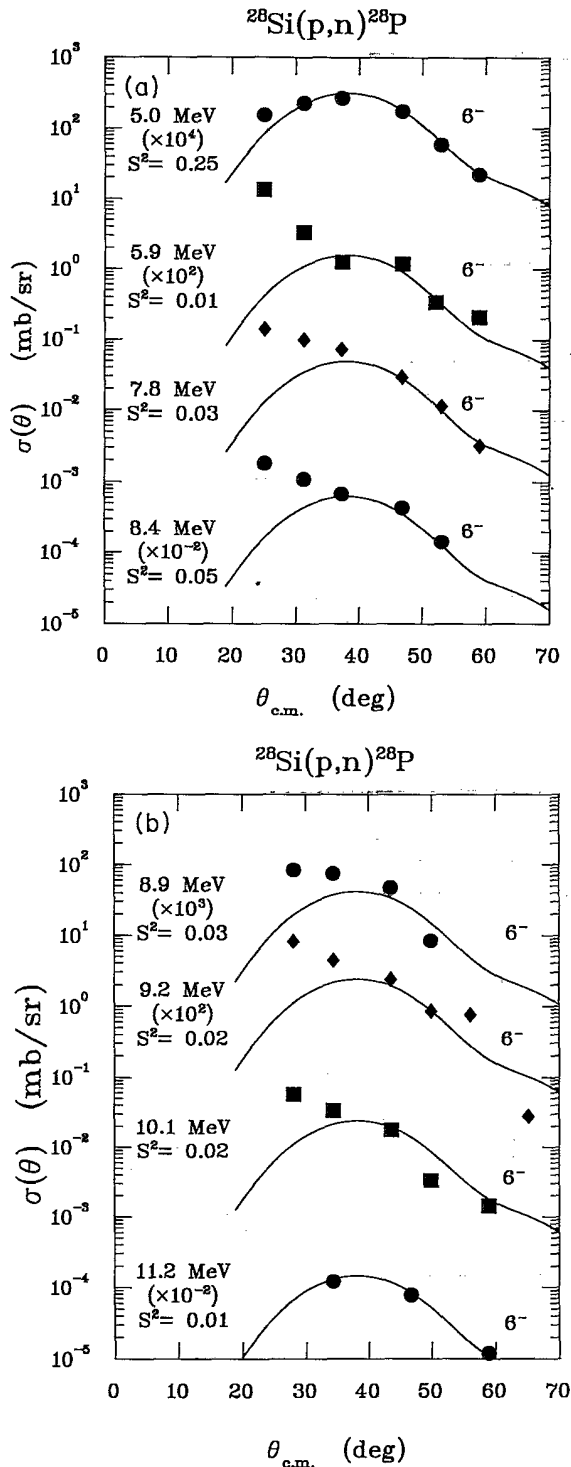 ²⁸Si(p,n)²⁸P
(a)
10³
10²
10¹
10⁰
10⁻¹
10⁻²
10⁻³
10⁻⁴
10⁻⁵
σ(θ) (mb/sr)
5.0 MeV
(×10⁴)
S²= 0.25
6⁻
5.9 MeV
(×10²)
S²= 0.01
6⁻
7.8 MeV
S²= 0.03
6⁻
8.4 MeV
(×10⁻²)
S²= 0.05
6⁻
0 10 20 30 40 50 60 70
θc.m. (deg)
²⁸Si(p,n)²⁸P
(b)
10³
10²
10¹
10⁰
10⁻¹
10⁻²
10⁻³
10⁻⁴
10⁻⁵
σ(θ) (mb/sr)
8.9 MeV
(×10³)
S²= 0.03
6⁻
9.2 MeV
(×10²)
S²= 0.02
6⁻
10.1 MeV
S²= 0.02
6⁻
11.2 MeV
(×10⁻²)
S²= 0.01
6⁻
0 10 20 30 40 50 60 70
θc.m. (deg)